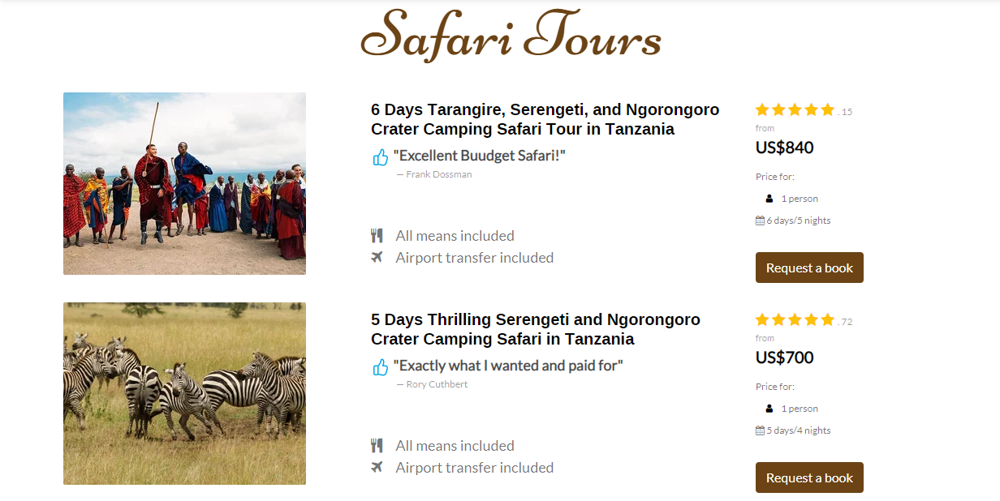 Safari Tours
6 Days Tarangire, Serengeti, and Ngorongoro
Crater Camping Safari Tour in Tanzania
"Excellent Buudget Safari!"
— Frank Dossman
All means included
Airport transfer included
. 15
from
US$840
Price for:
1 person
6 days/5 nights
Request a book
5 Days Thrilling Serengeti and Ngorongoro
Crater Camping Safari in Tanzania
"Exactly what I wanted and paid for"
— Rory Cuthbert
All means included
Airport transfer included
. 72
from
US$700
Price for:
1 person
5 days/4 nights
Request a book